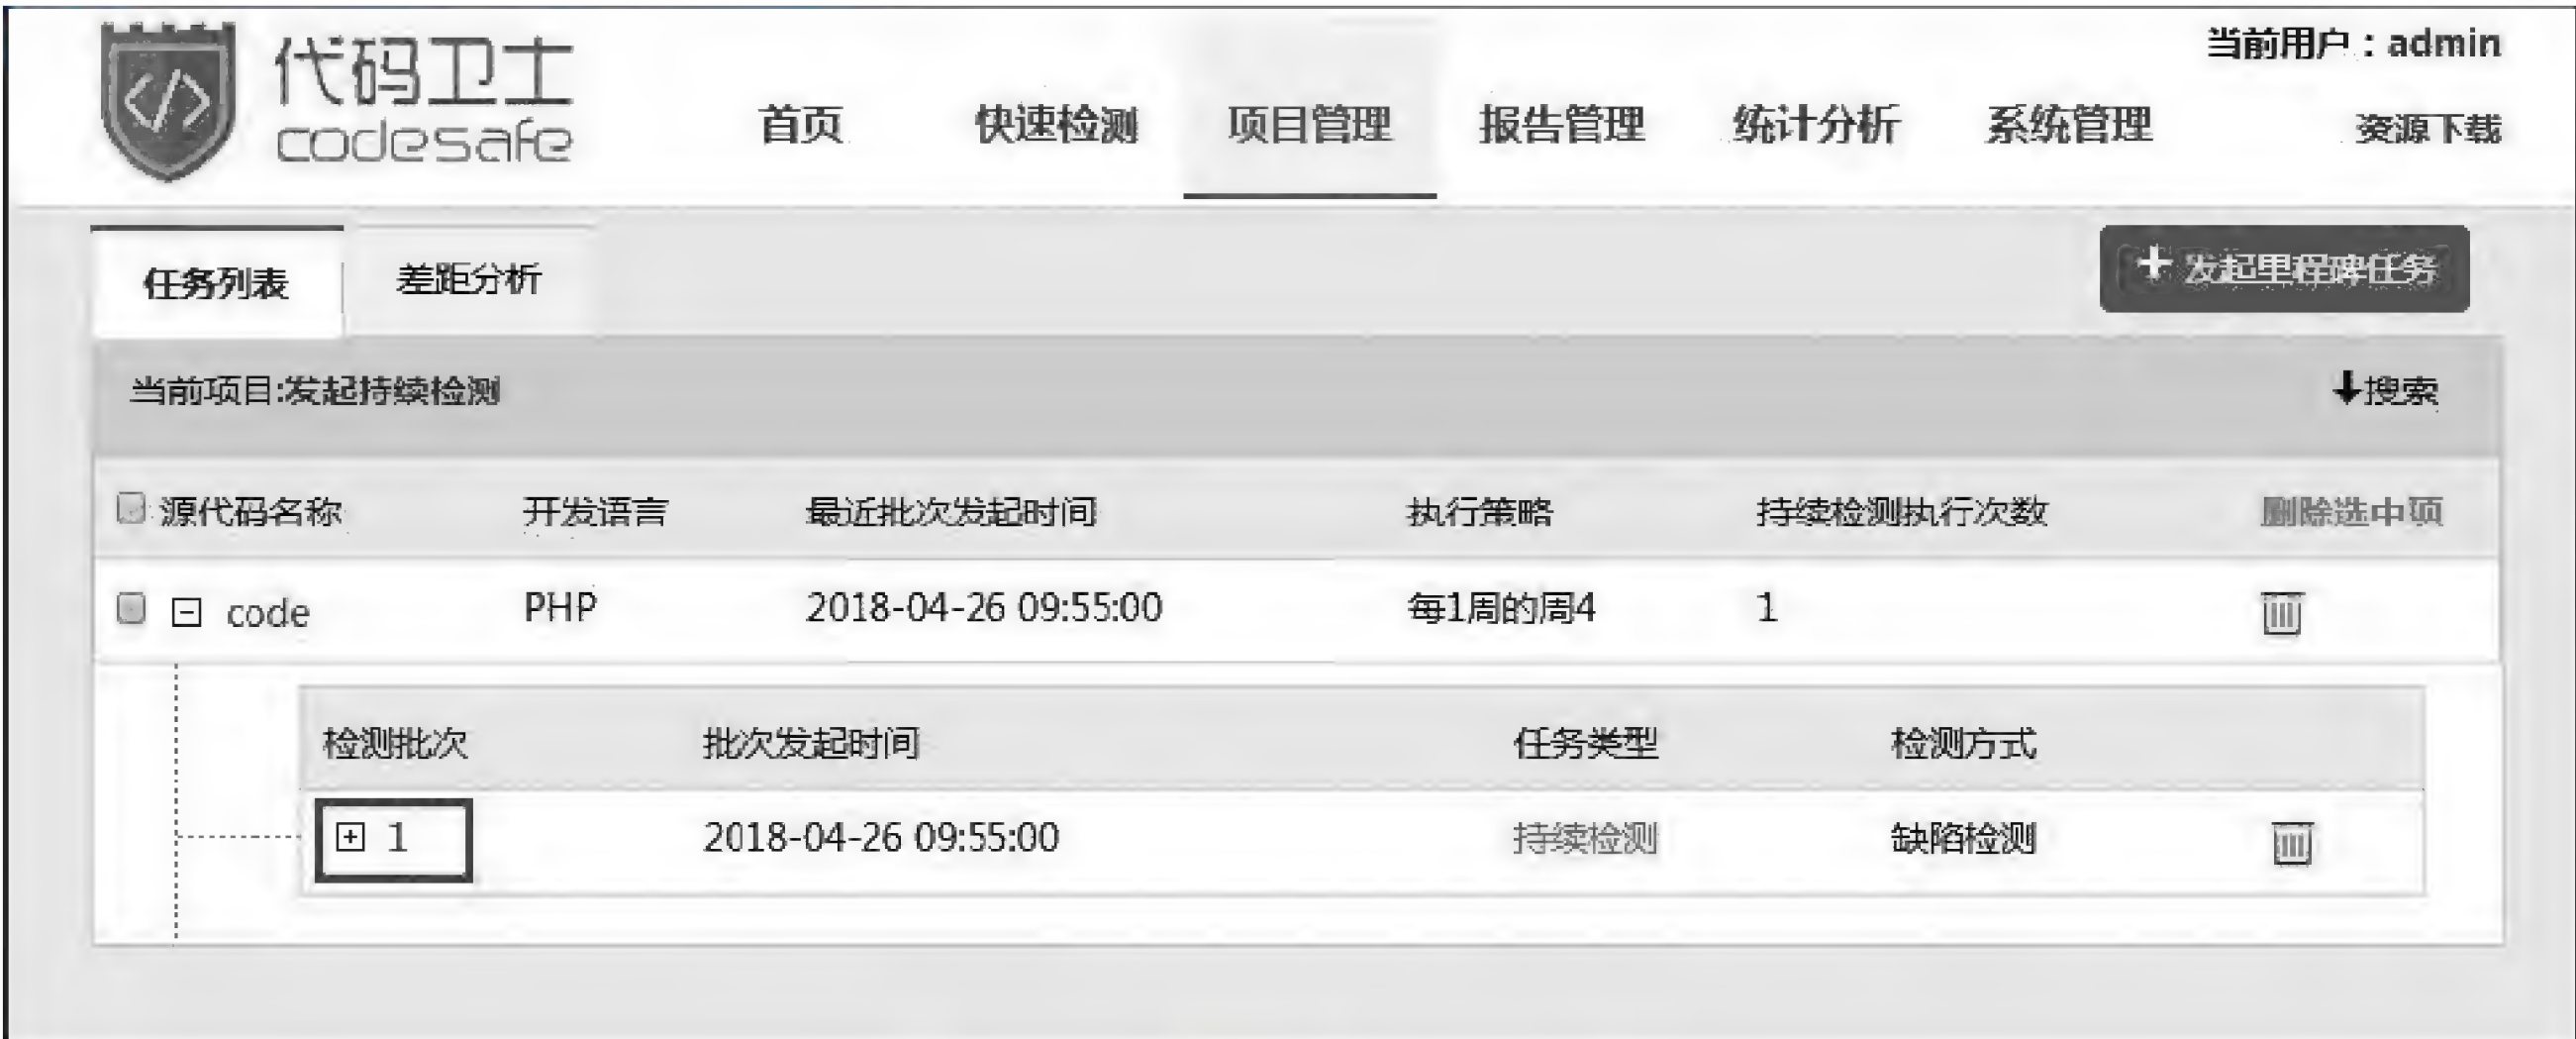 代码卫士
codesafe
当前用户：admin
首页 快速检测 项目管理 报告管理 统计分析 系统管理 资源下载
任务列表 差距分析 + 发起里程碑任务
当前项目:发起持续检测 搜索
源代码名称 开发语言 最近批次发起时间 执行策略 持续检测执行次数 删除选中项
code PHP 2018-04-26 09:55:00 每1周的周4 1
检测批次 批次发起时间 任务类型 检测方式
1 2018-04-26 09:55:00 持续检测 缺陷检测